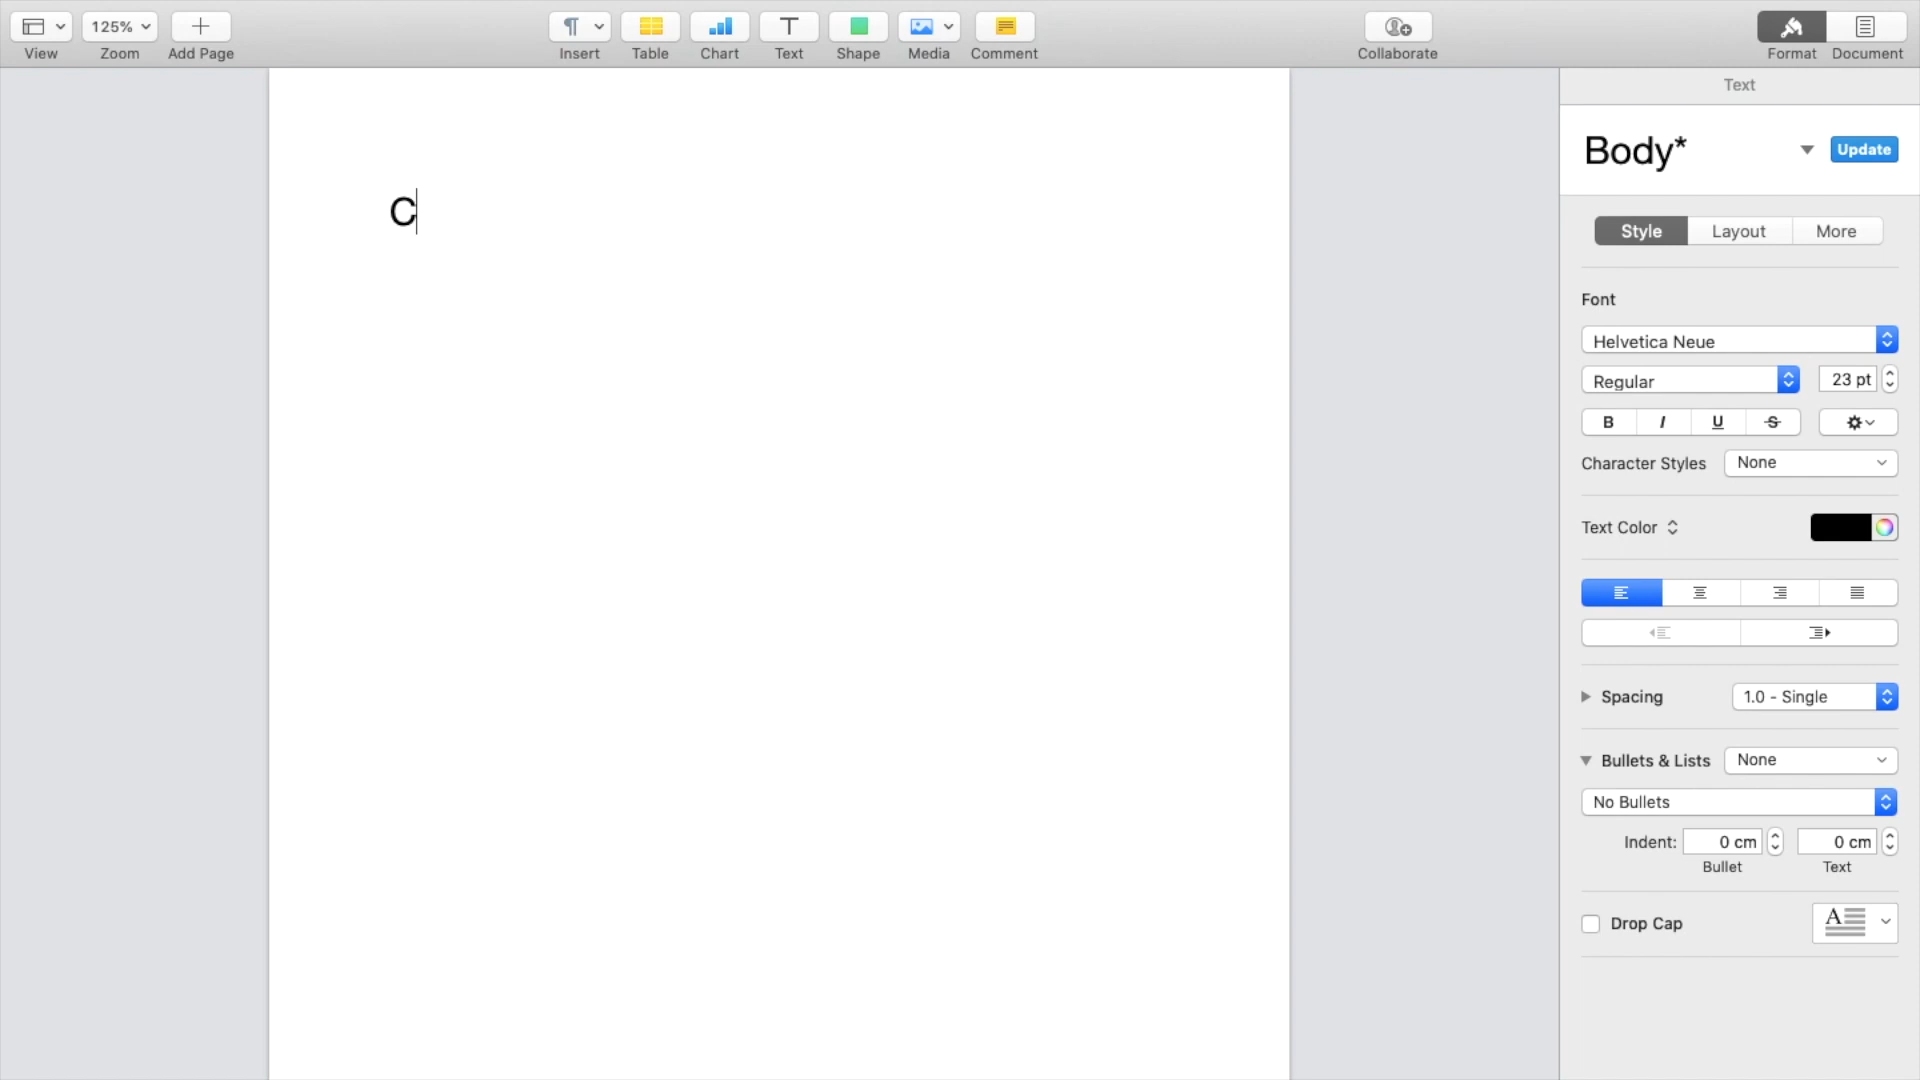 125%
View
Zoom
Add Page
Insert
Table
Chart
Text
Shape
Media
Comment
Collaborate
Format
Document
Text
Body*
Update
C
Style
Layout
More
Font
Helvetica Neue
Regular
23 pt
B I U S
Character Styles
None
Text Color
Spacing
1.0 - Single
Bullets & Lists
None
No Bullets
Indent:
0 cm
0 cm
Bullet
Text
Drop Cap
A